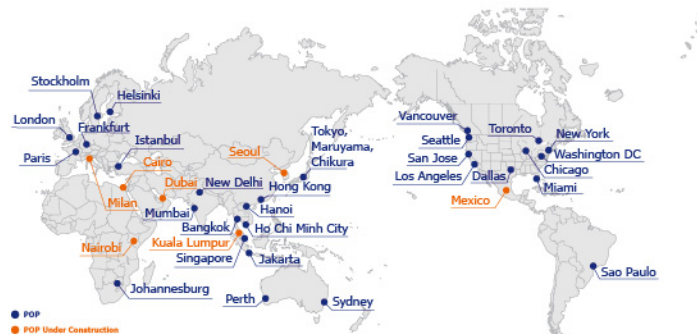 Stockholm
Helsinki
London
Frankfurt
Paris
Istanbul
Cairo
Milan
Dubai
Seoul
Tokyo,
Maruyama,
Chikura
New Delhi
Hong Kong
Mumbai
Hanoi
Bangkok
Ho Chi Minh City
Nairobi
Kuala Lumpur
Singapore
Jakarta
Johannesburg
Perth
Sydney
Vancouver
Seattle
Toronto
New York
San Jose
Washington DC
Los Angeles
Dallas
Chicago
Miami
Mexico
Sao Paulo
POP
POP Under Construction